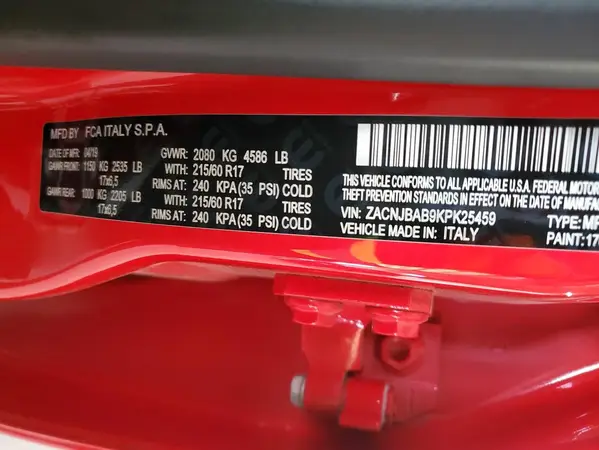 MFD BY FCA ITALY S.P.A.
DATE OF MFR: 04/19 GVWR: 2080 KG 4586 LB
GAWR FRONT: 1150 KG 2535 LB WITH: 215/60 R17 TIRES
17x6,5 RIMS AT: 240 KPA (35 PSI) COLD
GAWR REAR: 1000 KG 2205 LB WITH: 215/60 R17 TIRES
17x6,5 RIMS AT: 240 KPA (35 PSI) COLD
THIS VEHICLE CONFORMS TO ALL APPLICABLE U.S.A. FEDERAL MOTOR
THEFT PREVENTION STANDARDS IN EFFECT ON THE DATE OF MANUFA
VIN: ZACNJBAB9KPK25459 TYPE: MP
VEHICLE MADE IN: ITALY PAINT: 17